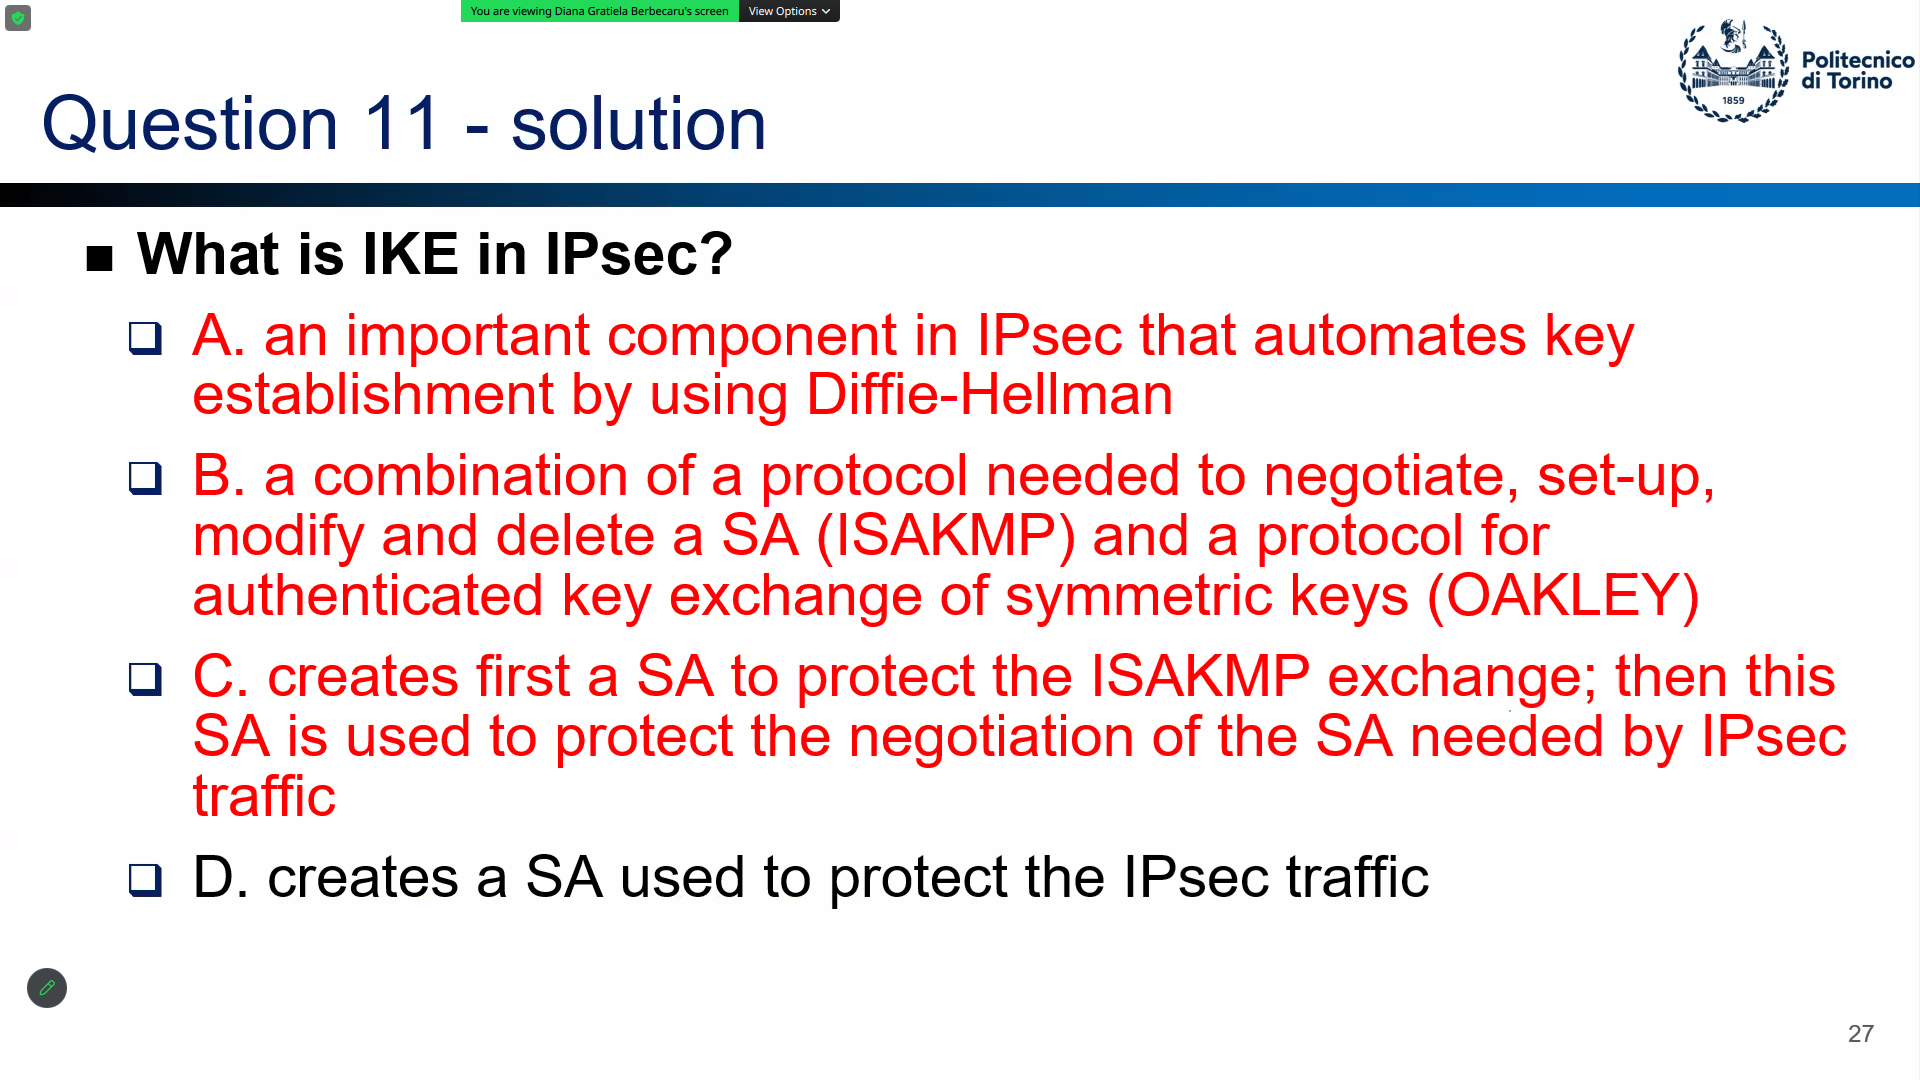 You are viewing Diana Gratiela Berbecaru's screen
View Options
Politecnico
di Torino
1859
Question 11 - solution
What is IKE in IPsec?
A. an important component in IPsec that automates key
establishment by using Diffie-Hellman
B. a combination of a protocol needed to negotiate, set-up,
modify and delete a SA (ISAKMP) and a protocol for
authenticated key exchange of symmetric keys (OAKLEY)
C. creates first a SA to protect the ISAKMP exchange; then this
SA is used to protect the negotiation of the SA needed by IPsec
traffic
D. creates a SA used to protect the IPsec traffic
27